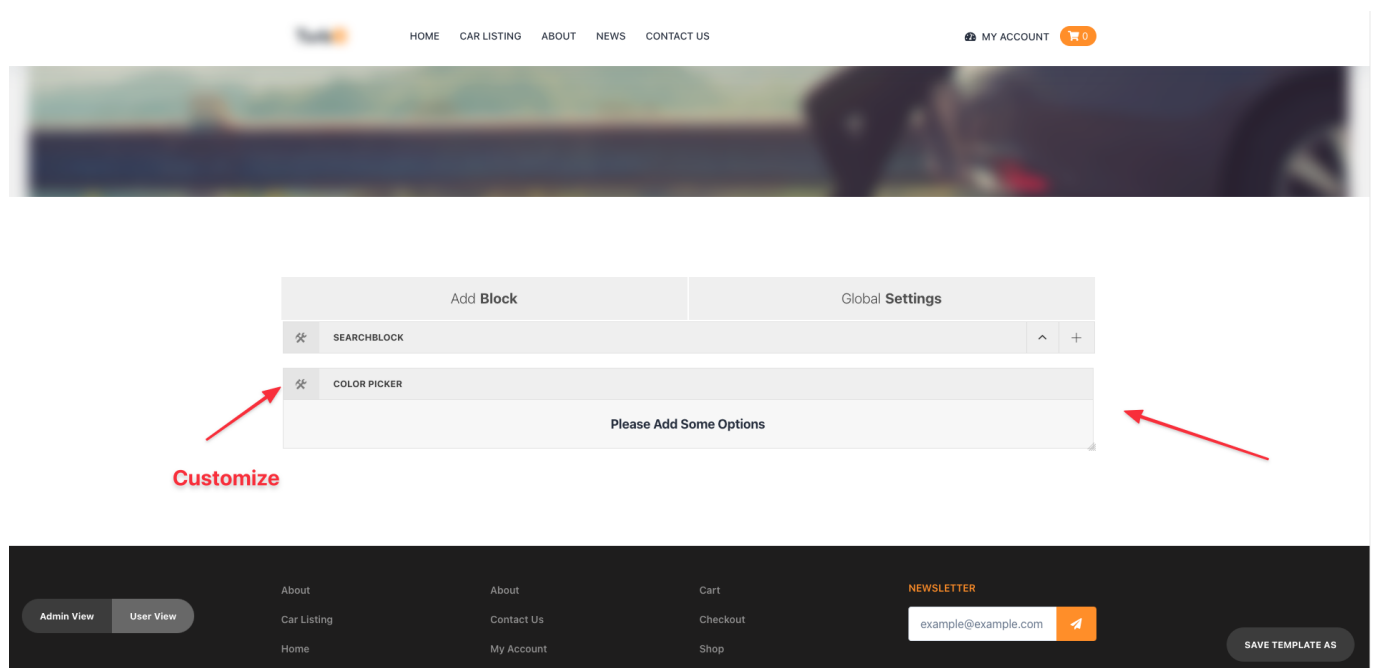 HOME CAR LISTING ABOUT NEWS CONTACT US MY ACCOUNT 0
Add Block Global Settings
SEARCHBLOCK
COLOR PICKER
Please Add Some Options
Customize
NEWSLETTER
About About Cart
Admin View User View Car Listing Contact Us Checkout example@example.com
Home My Account Shop SAVE TEMPLATE AS